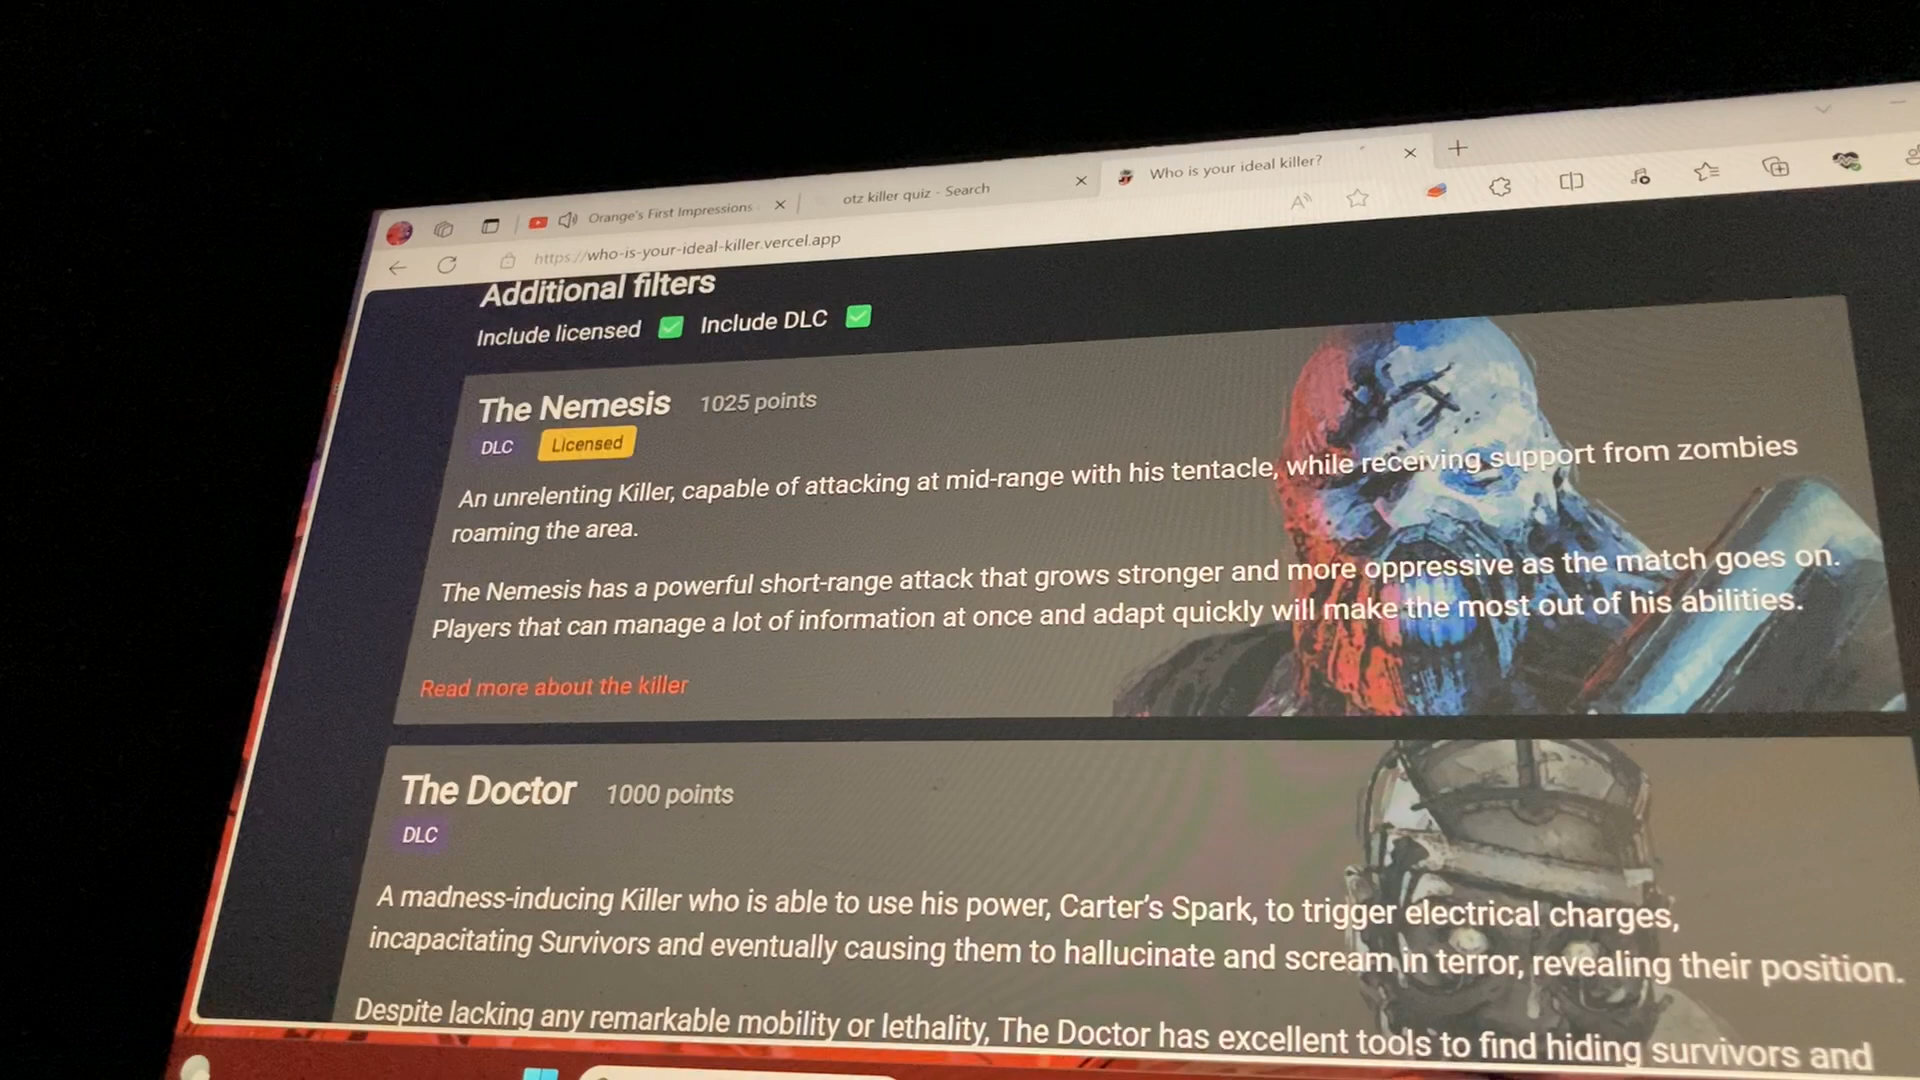 Orange's First Impressions
otz killer quiz - Search
Who is your ideal killer?
https://who-is-your-ideal-killer.vercel.app
Additional filters
Include licensed Include DLC
The Nemesis 1025 points
DLC Licensed
An unrelenting Killer, capable of attacking at mid-range with his tentacle, while receiving support from zombies
roaming the area.
The Nemesis has a powerful short-range attack that grows stronger and more oppressive as the match goes on.
Players that can manage a lot of information at once and adapt quickly will make the most out of his abilities.
Read more about the killer
The Doctor 1000 points
DLC
A madness-inducing Killer who is able to use his power, Carter's Spark, to trigger electrical charges,
incapacitating Survivors and eventually causing them to hallucinate and scream in terror, revealing their position.
Despite lacking any remarkable mobility or lethality, The Doctor has excellent tools to find hiding survivors and